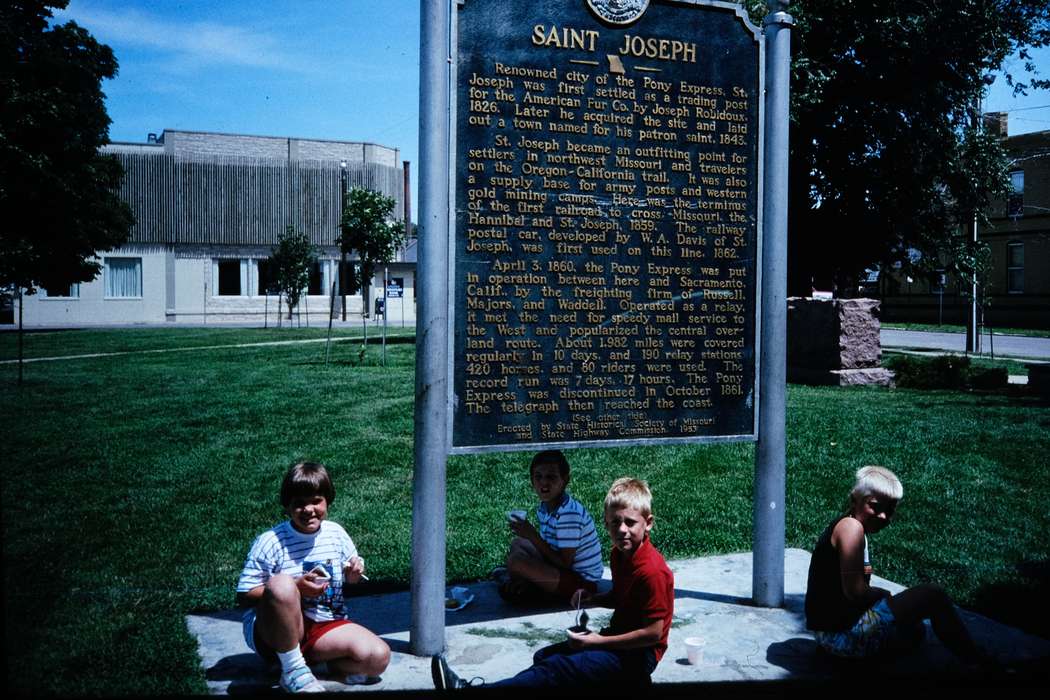 SAINT JOSEPH
Renowned city of the Pony Express, St.
Joseph was first settled as a trading post
for the American Fur Co. by Joseph Robidoux,
1826. Later he acquired the site and laid
out a town named for his patron saint, 1843.
St. Joseph became an outfitting point for
settlers in northwest Missouri and travelers
on the Oregon-California trail. It was also
a supply base for army posts and western
gold mining camps. Here was the terminus
of the first railroad to cross Missouri, the
Hannibal and St. Joseph, 1859. The railway
postal car, developed by W. A. Davis of St.
Joseph, was first used on this line, 1862.
April 3, 1860, the Pony Express was put
in operation between here and Sacramento,
Calif., by the freighting firm of Russell,
Majors, and Waddell. Operated as a relay,
it met the need for speedy mail service to
the West and popularized the central over-
land route. About 1,982 miles were covered
regularly in 10 days, and 190 relay stations,
420 horses, and 80 riders were used. The
record run was 7 days, 17 hours. The Pony
Express was discontinued in October 1861.
The telegraph then reached the coast.
(See other side)
Erected by State Historical Society of Missouri
and State Highway Commission, 1953